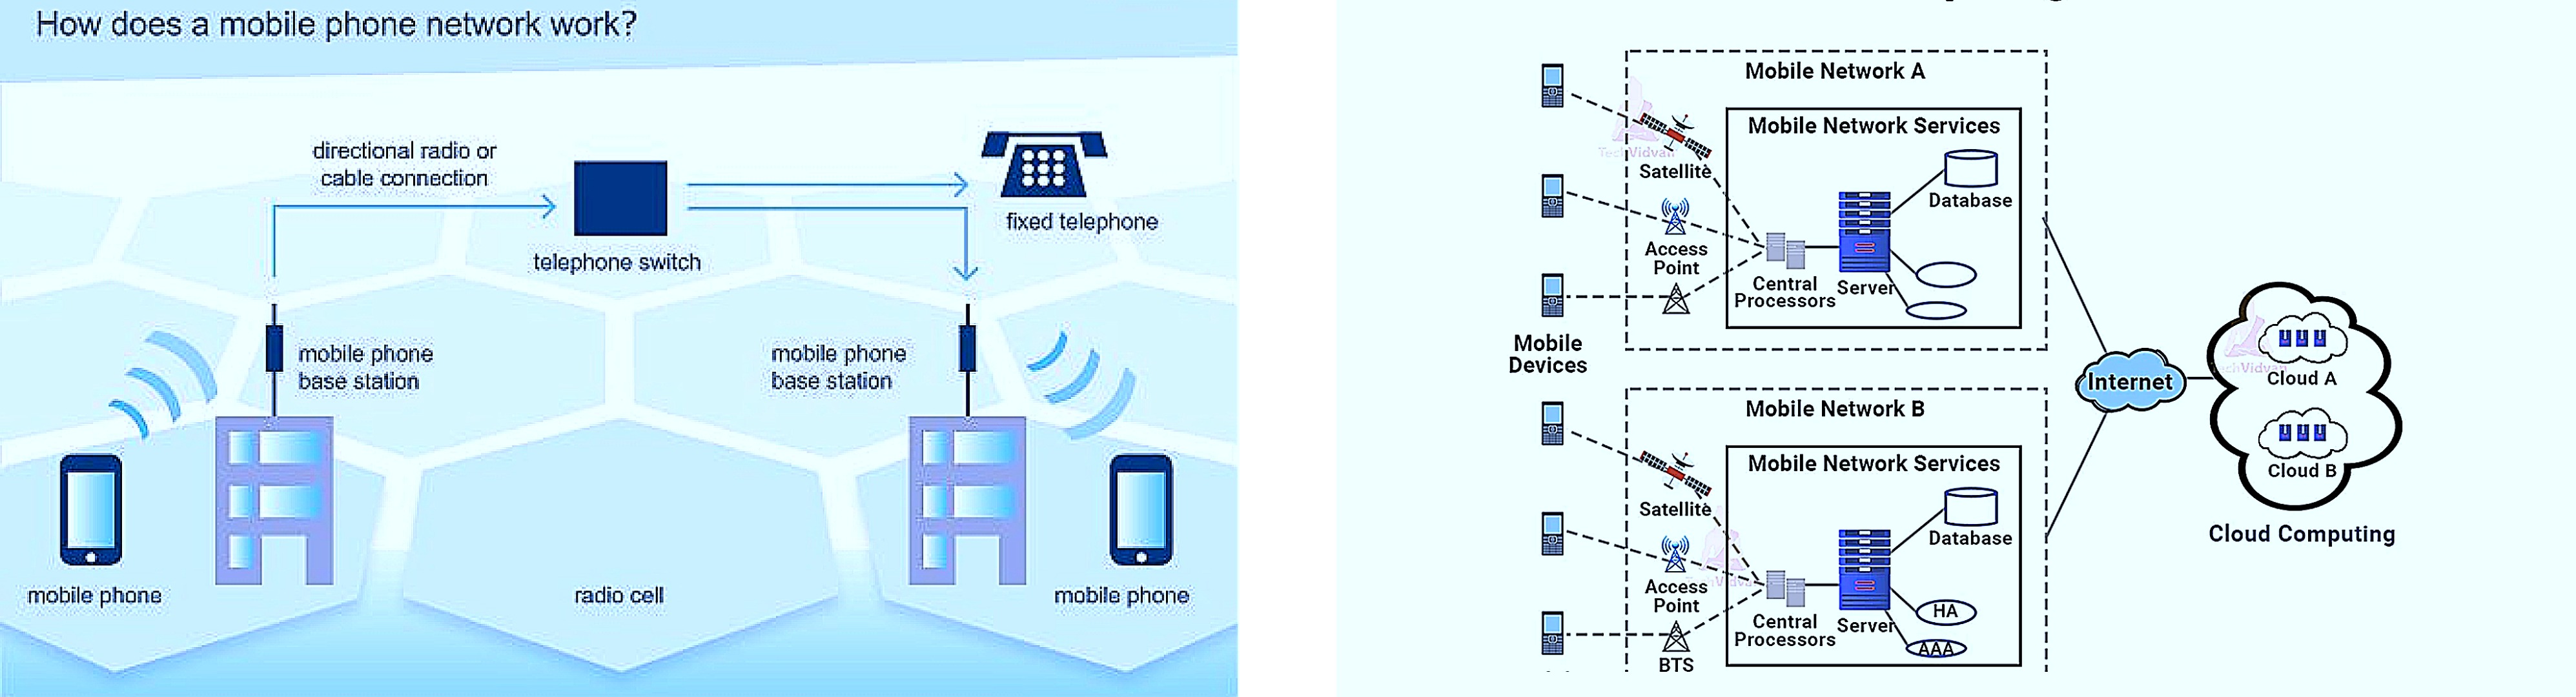 How does a mobile phone network work?
directional radio or
cable connection
telephone switch
fixed telephone
mobile phone
base station
mobile phone
base station
mobile phone
radio cell
mobile phone
Mobile Network A
Mobile Network Services
TechVidvan
Satellite
Database
Access
Point
Central
Processors
Server
Mobile
Devices
Mobile Network B
Mobile Network Services
Satellite
Database
Access
Point
Central
Processors
Server
HA
AAA
BTS
Internet
Cloud A
Cloud B
Cloud Computing